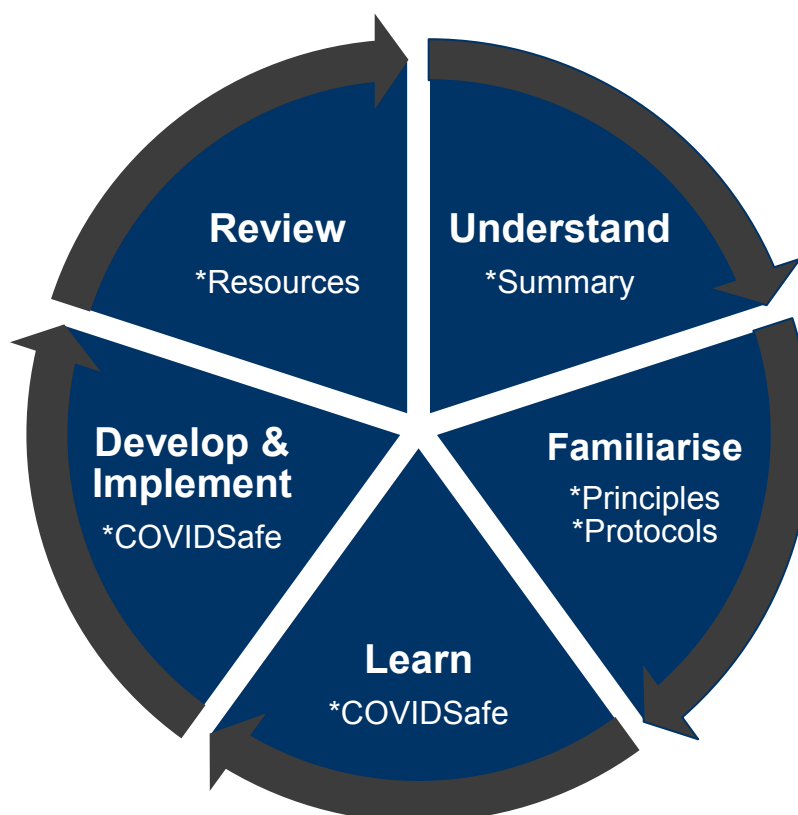 Understand
*Summary
Familiarise
*Principles
*Protocols
Learn
*COVIDSafe
Develop &
Implement
*COVIDSafe
Review
*Resources